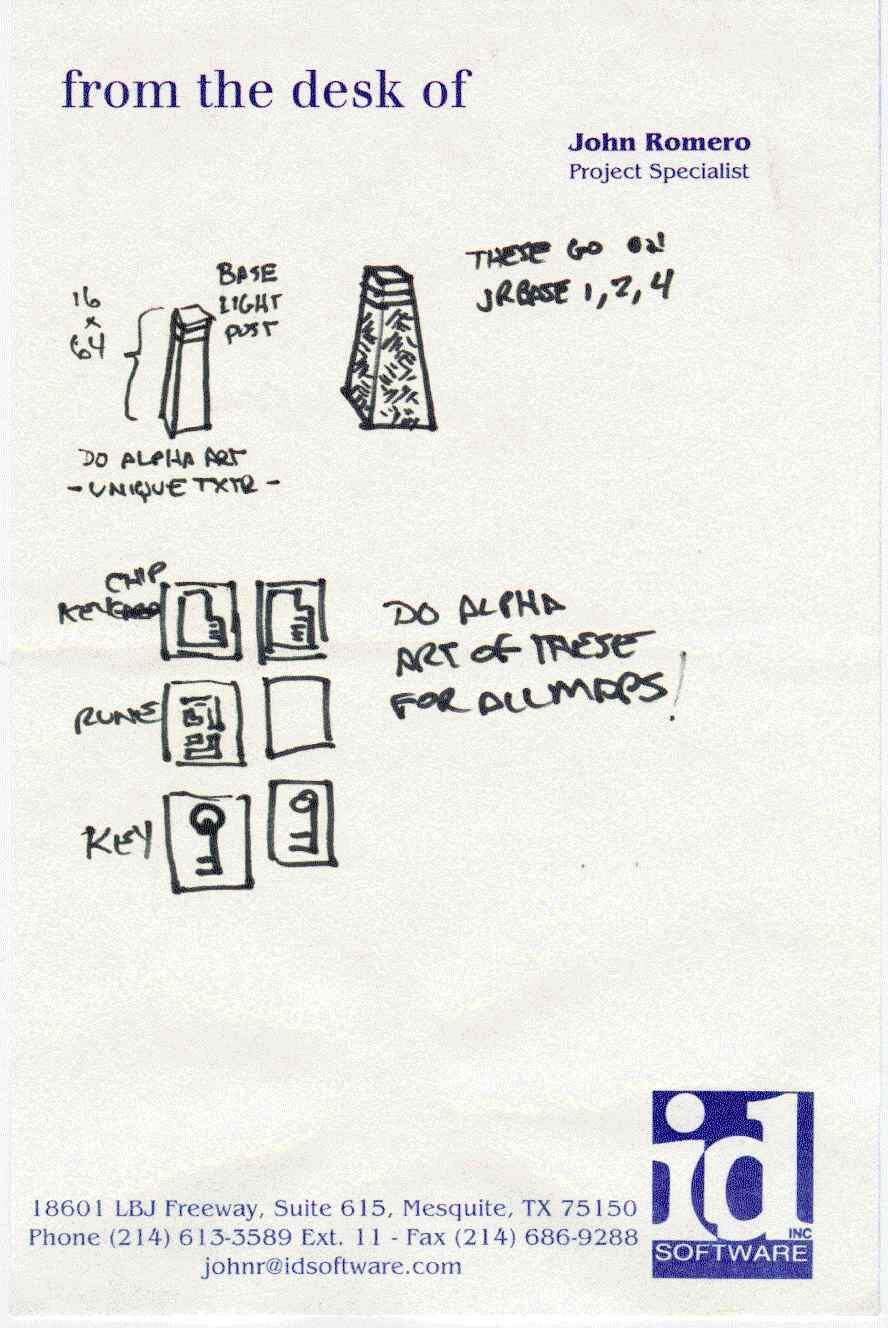 from the desk of
John Romero
Project Specialist
16
x
64
BASE
LIGHT
POST
THESE GO ON
JRBASE 1, 2, 4
DO ALPHA ART
- UNIQUE TXTR -
CHIP
KEY
RUNE
KEY
DO ALPHA
ART OF THESE
FOR ALL MAPS!
18601 LBJ Freeway, Suite 615, Mesquite, TX 75150
Phone (214) 613-3589 Ext. 11 - Fax (214) 686-9288
johnr@idsoftware.com
id
INC
SOFTWARE